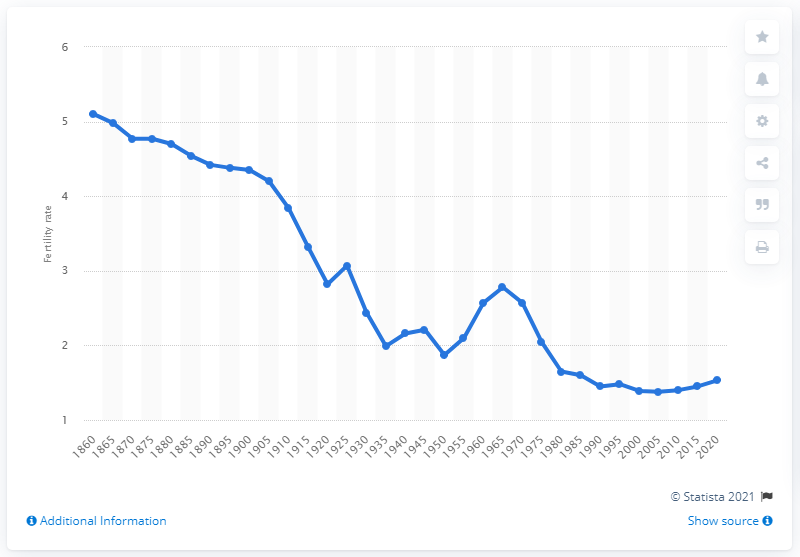 6
5
4
3
2
1
Fertility rate
1860 1865 1870 1875 1880 1885 1890 1895 1900 1905 1910 1915 1920 1925 1930 1935 1940 1945 1950 1955 1960 1965 1970 1975 1980 1985 1990 1995 2000 2005 2010 2015 2020
© Statista 2021
Additional Information
Show source